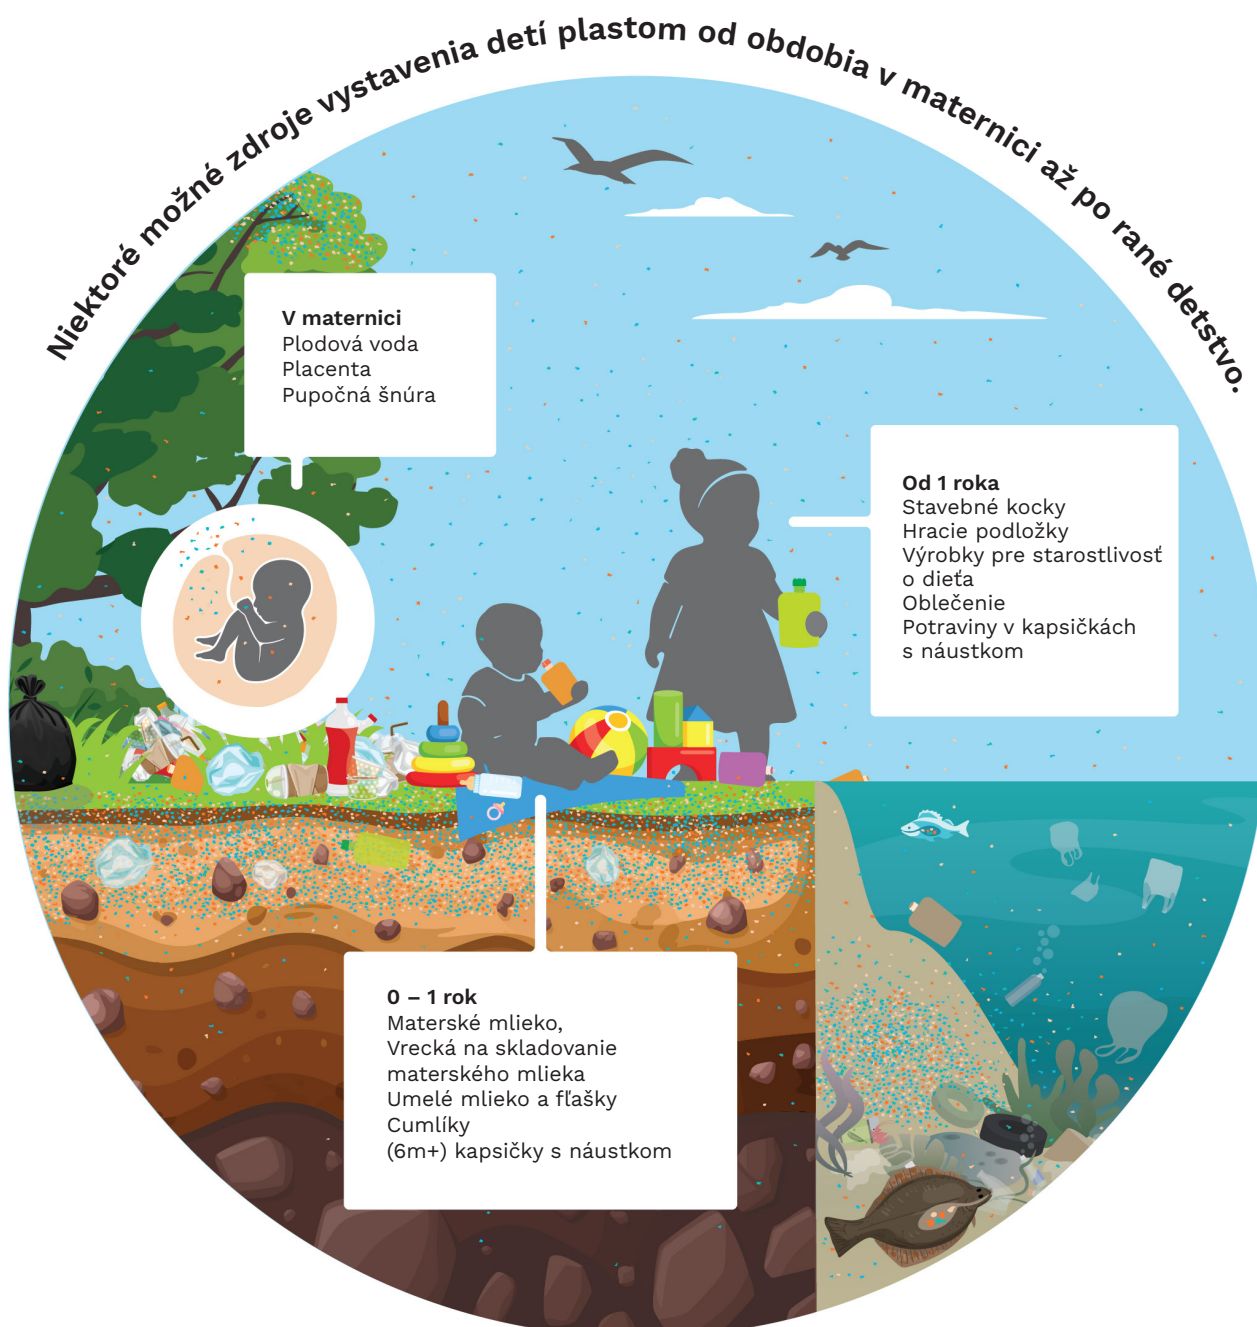 Niektoré možné zdroje vystavenia detí plastom od obdobia v maternici až po rané detstvo.
V maternici
Plodová voda
Placenta
Pupočná šnúra
Od 1 roka
Stavebné kocky
Hracie podložky
Výrobky pre starostlivosť
o dieťa
Oblečenie
Potraviny v kapsičkách
s náustkom
0 – 1 rok
Materské mlieko,
Vrecká na skladovanie
materského mlieka
Umelé mlieko a fľašky
Cumlíky
(6m+) kapsičky s náustkom